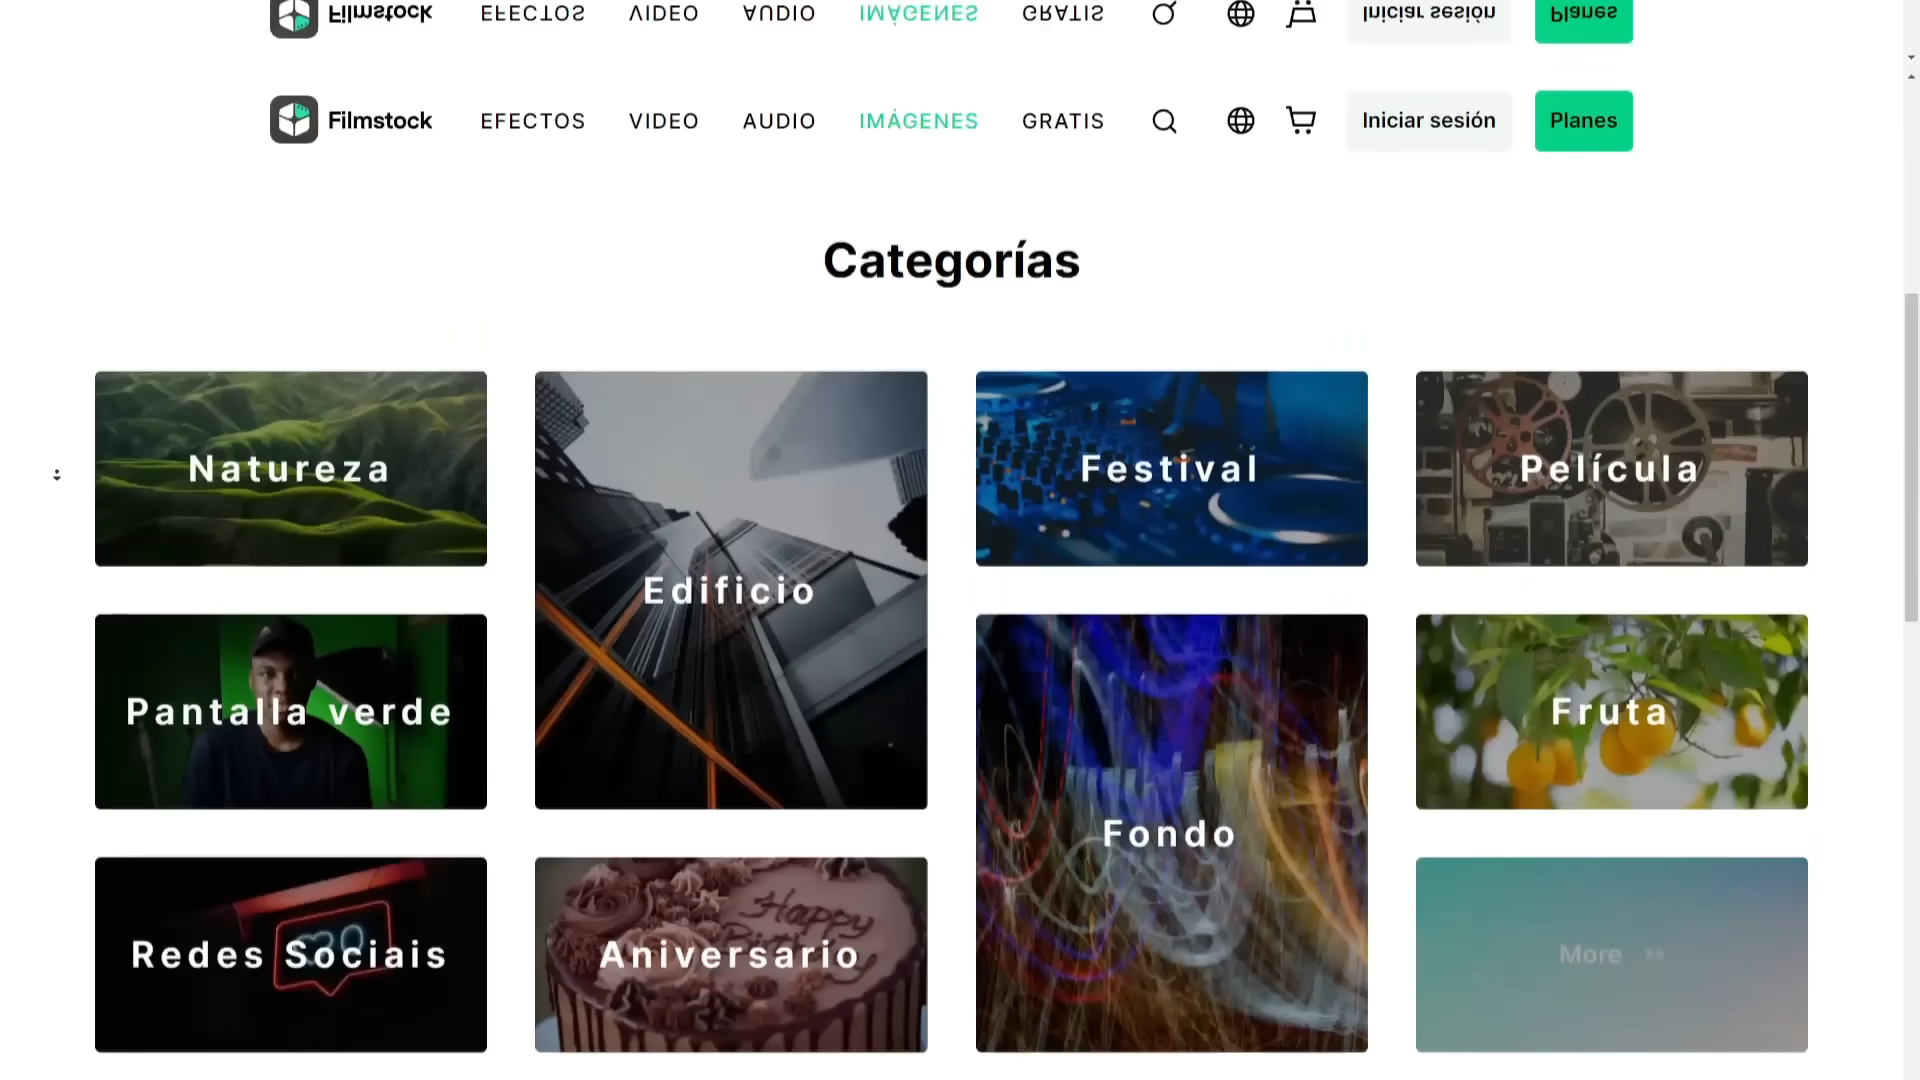 Filmstock EFECTOS VIDEO AUDIO IMÁGENES GRATIS Iniciar sesión Planes
Filmstock EFECTOS VIDEO AUDIO IMÁGENES GRATIS Iniciar sesión Planes
Categorías
Natureza
Edificio
Festival
Película
Pantalla verde
Fondo
Fruta
Redes Sociais
Aniversario
Happy
More »